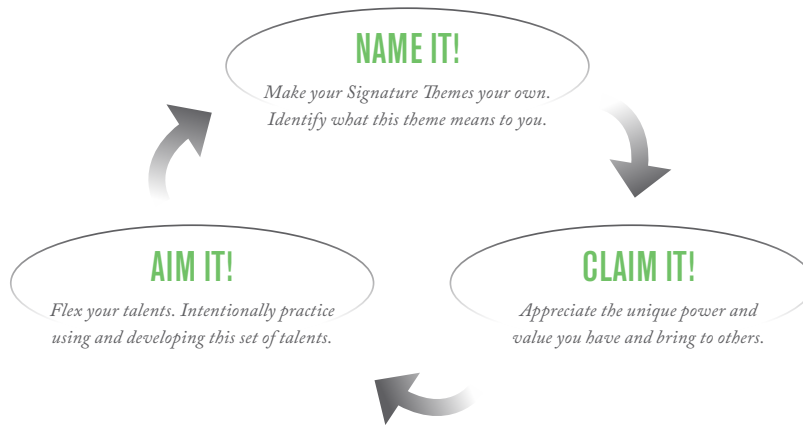 NAME IT!
Make your Signature Themes your own.
Identify what this theme means to you.
AIM IT!
Flex your talents. Intentionally practice
using and developing this set of talents.
CLAIM IT!
Appreciate the unique power and
value you have and bring to others.